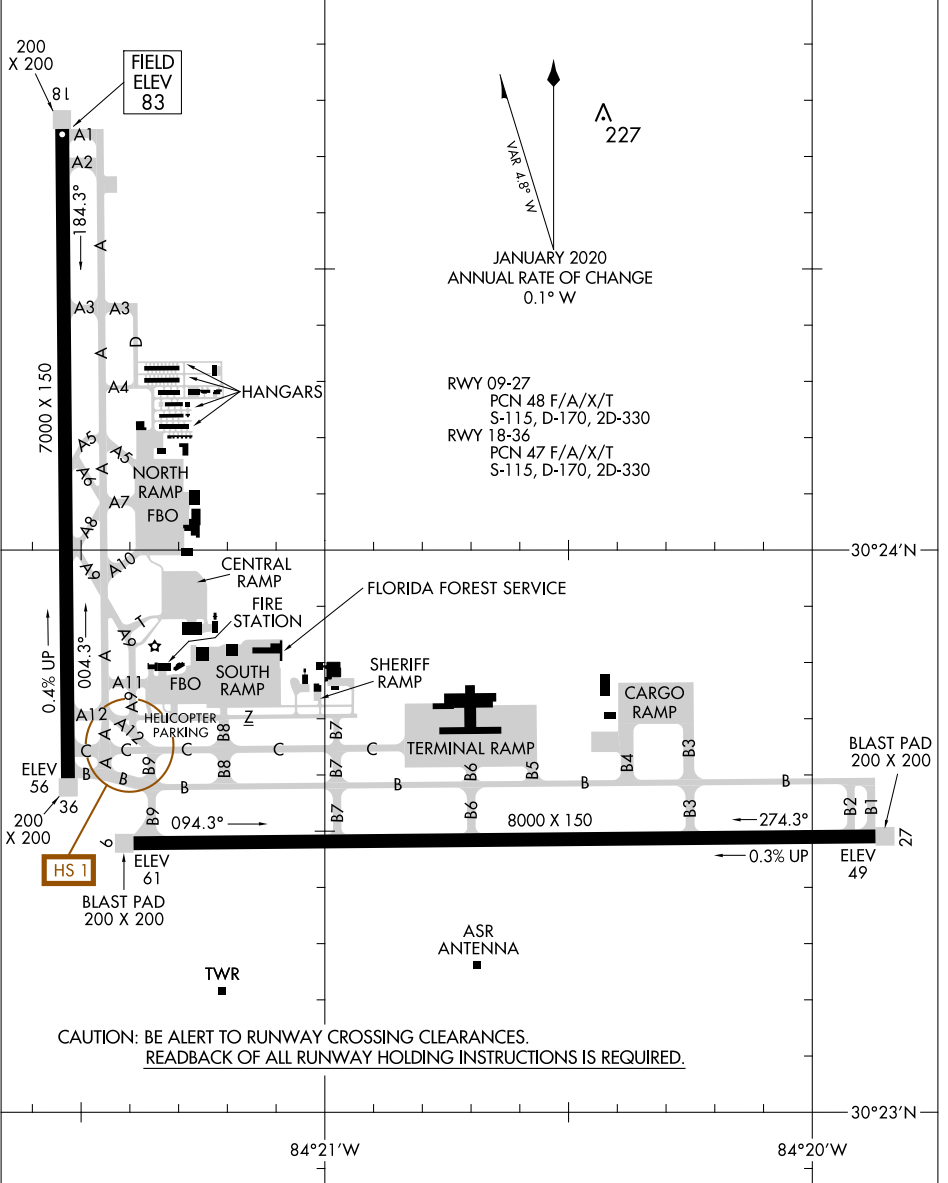 200
X 200
18
FIELD
ELEV
83
A1
A2
184.3°
A
A3
A3
D
A
A4
HANGARS
7000 X 150
A5
A5
A6
A
A7
NORTH
RAMP
FBO
A8
A9
A10
CENTRAL
RAMP
FIRE
STATION
FLORIDA FOREST SERVICE
T
A9
A
0.4% UP
004.3°
A11
FBO
SOUTH
RAMP
SHERIFF
RAMP
A9
A12
A12
A
HELICOPTER
PARKING
Z
B8
B7
C
C
C
C
C
A
B
B
B9
B8
B7
B
B
B
B
TERMINAL RAMP
B6
B5
B4
B3
CARGO
RAMP
BLAST PAD
200 X 200
ELEV
56
36
200
X 200
HS 1
9
B9
094.3°
B7
B6
8000 X 150
B3
274.3°
B2
B1
27
ELEV
61
0.3% UP
ELEV
49
BLAST PAD
200 X 200
227
VAR 4.8° W
JANUARY 2020
ANNUAL RATE OF CHANGE
0.1° W
RWY 09-27
PCN 48 F/A/X/T
S-115, D-170, 2D-330
RWY 18-36
PCN 47 F/A/X/T
S-115, D-170, 2D-330
30°24'N
ASR
ANTENNA
TWR
CAUTION: BE ALERT TO RUNWAY CROSSING CLEARANCES.
READBACK OF ALL RUNWAY HOLDING INSTRUCTIONS IS REQUIRED.
30°23'N
84°21'W
84°20'W